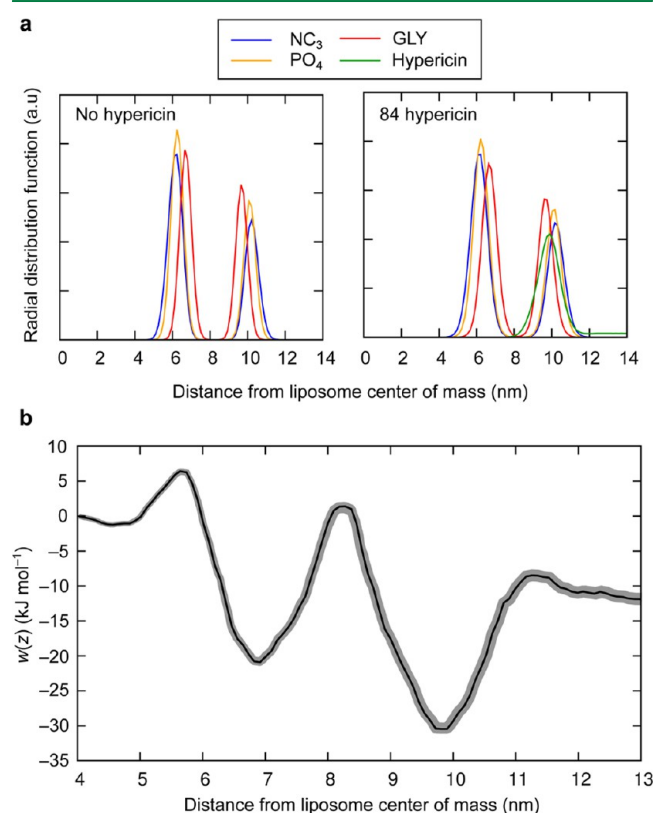 a
NC₃ GLY
PO₄ Hypericin
No hypericin
84 hypericin
Radial distribution function (a.u)
0 2 4 6 8 10 12 14
0 2 4 6 8 10 12 14
Distance from liposome center of mass (nm)
b
10
5
0
−5
−10
−15
−20
−25
−30
−35
w(z) (kJ mol⁻¹)
4 5 6 7 8 9 10 11 12 13
Distance from liposome center of mass (nm)